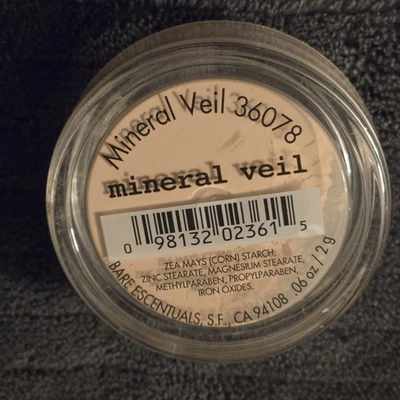 Mineral Veil 36078
mineral veil
0 98132 02361 5
ZEA MAYS (CORN) STARCH,
ZINC STEARATE, MAGNESIUM STEARATE,
METHYLPARABEN, PROPYLPARABEN,
IRON OXIDES.
BARE ESCENTUALS, S.F., CA 94108 .06 oz / 2 g